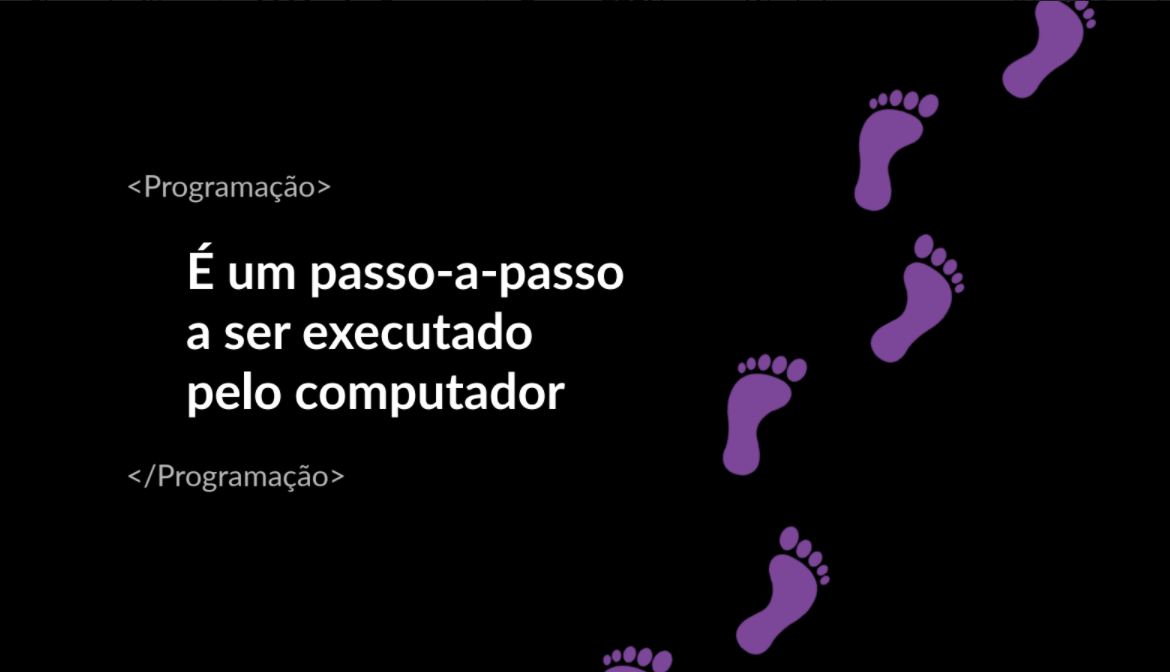 <Programação>
É um passo-a-passo
a ser executado
pelo computador
</Programação>